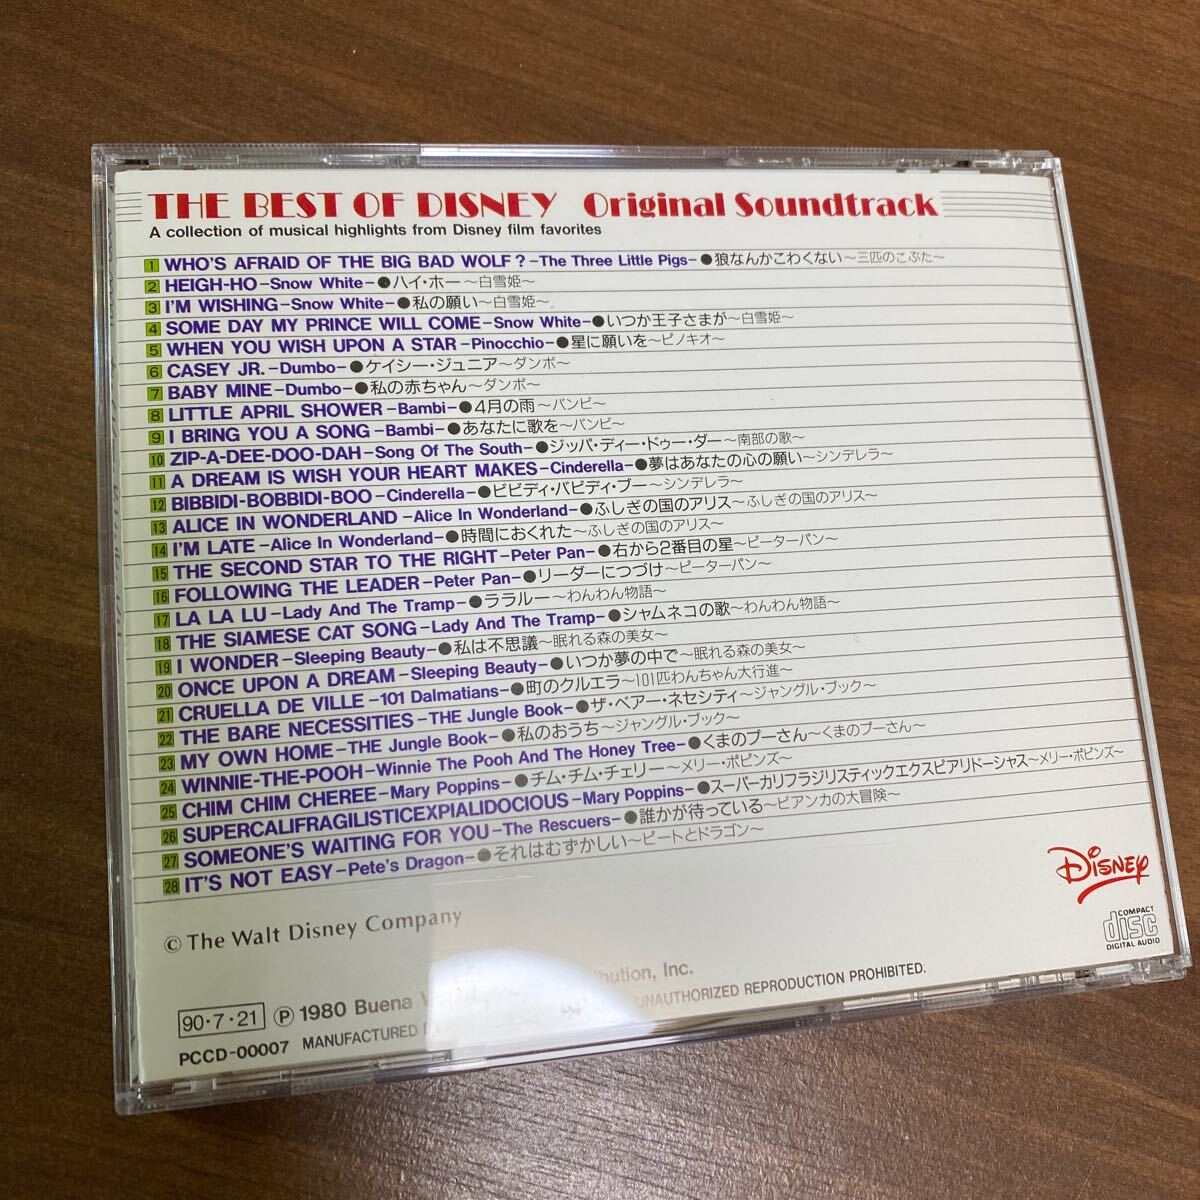 THE BEST OF DISNEY Original Soundtrack
A collection of musical highlights from Disney film favorites
1 WHO'S AFRAID OF THE BIG BAD WOLF?-The Three Little Pigs-●狼なんかこわくない〜三匹のこぶた〜
2 HEIGH-HO-Snow White-●ハイ・ホー〜白雪姫〜
3 I'M WISHING-Snow White-●私の願い〜白雪姫〜
4 SOME DAY MY PRINCE WILL COME-Snow White-●いつか王子さまが〜白雪姫〜
5 WHEN YOU WISH UPON A STAR-Pinocchio-●星に願いを〜ピノキオ〜
6 CASEY JR.-Dumbo-●ケイシー・ジュニア〜ダンボ〜
7 BABY MINE-Dumbo-●私の赤ちゃん〜ダンボ〜
8 LITTLE APRIL SHOWER-Bambi-●4月の雨〜バンビ〜
9 I BRING YOU A SONG-Bambi-●あなたに歌を〜バンビ〜
10 ZIP-A-DEE-DOO-DAH-Song Of The South-●ジッパ・ディー・ドゥー・ダー〜南部の歌〜
11 A DREAM IS WISH YOUR HEART MAKES-Cinderella-●夢はあなたの心の願い〜シンデレラ〜
12 BIBBIDI-BOBBIDI-BOO-Cinderella-●ビビディ・バビディ・ブー〜シンデレラ〜
13 ALICE IN WONDERLAND-Alice In Wonderland-●ふしぎの国のアリス〜ふしぎの国のアリス〜
14 I'M LATE-Alice In Wonderland-●時間におくれた〜ふしぎの国のアリス〜
15 THE SECOND STAR TO THE RIGHT-Peter Pan-●右から2番目の星〜ピーターパン〜
16 FOLLOWING THE LEADER-Peter Pan-●リーダーにつづけ〜ピーターパン〜
17 LA LA LU-Lady And The Tramp-●ララルー〜わんわん物語〜
18 THE SIAMESE CAT SONG-Lady And The Tramp-●シャムネコの歌〜わんわん物語〜
19 I WONDER-Sleeping Beauty-●私は不思議〜眠れる森の美女〜
20 ONCE UPON A DREAM-Sleeping Beauty-●いつか夢の中で〜眠れる森の美女〜
21 CRUELLA DE VILLE-101 Dalmatians-●町のクルエラ〜101匹わんちゃん大行進〜
22 THE BARE NECESSITIES-THE Jungle Book-●ザ・ベアー・ネセシティ〜ジャングル・ブック〜
23 MY OWN HOME-THE Jungle Book-●私のおうち〜ジャングル・ブック〜
24 WINNIE-THE-POOH-Winnie The Pooh And The Honey Tree-●くまのプーさん〜くまのプーさん〜
25 CHIM CHIM CHEREE-Mary Poppins-●チム・チム・チェリー〜メリー・ポピンズ〜
26 SUPERCALIFRAGILISTICEXPIALIDOCIOUS-Mary Poppins-●スーパーカリフラジリスティックエクスピアリドーシャス〜メリー・ポピンズ〜
27 SOMEONE'S WAITING FOR YOU-The Rescuers-●誰かが待っている〜ビアンカの大冒険〜
28 IT'S NOT EASY-Pete's Dragon-●それはむずかしい〜ピートとドラゴン〜
Disney
COMPACT
disc
DIGITAL AUDIO
© The Walt Disney Company
90・7・21 Ⓟ 1980 Buena Inc.
PCCD-00007 MANUFACTURED UNAUTHORIZED REPRODUCTION PROHIBITED.